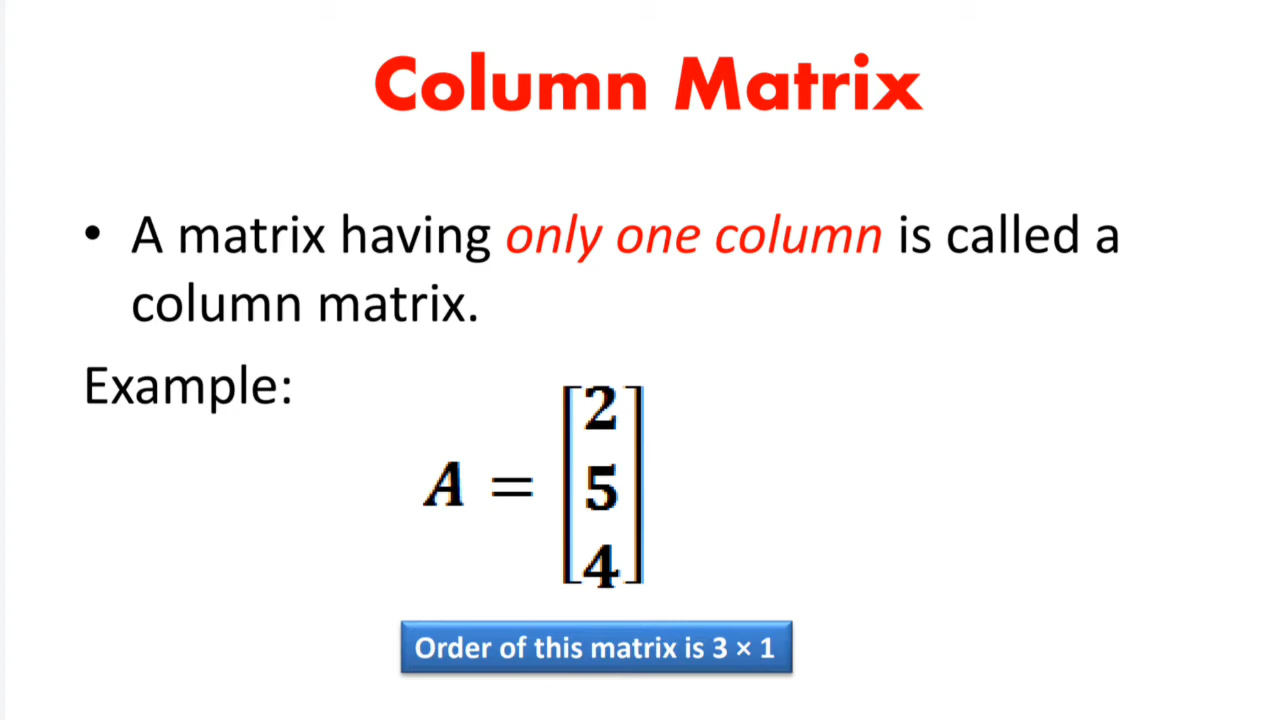 Column Matrix
• A matrix having only one column is called a
column matrix.
Example:
A = [2
5
4]
Order of this matrix is 3 × 1